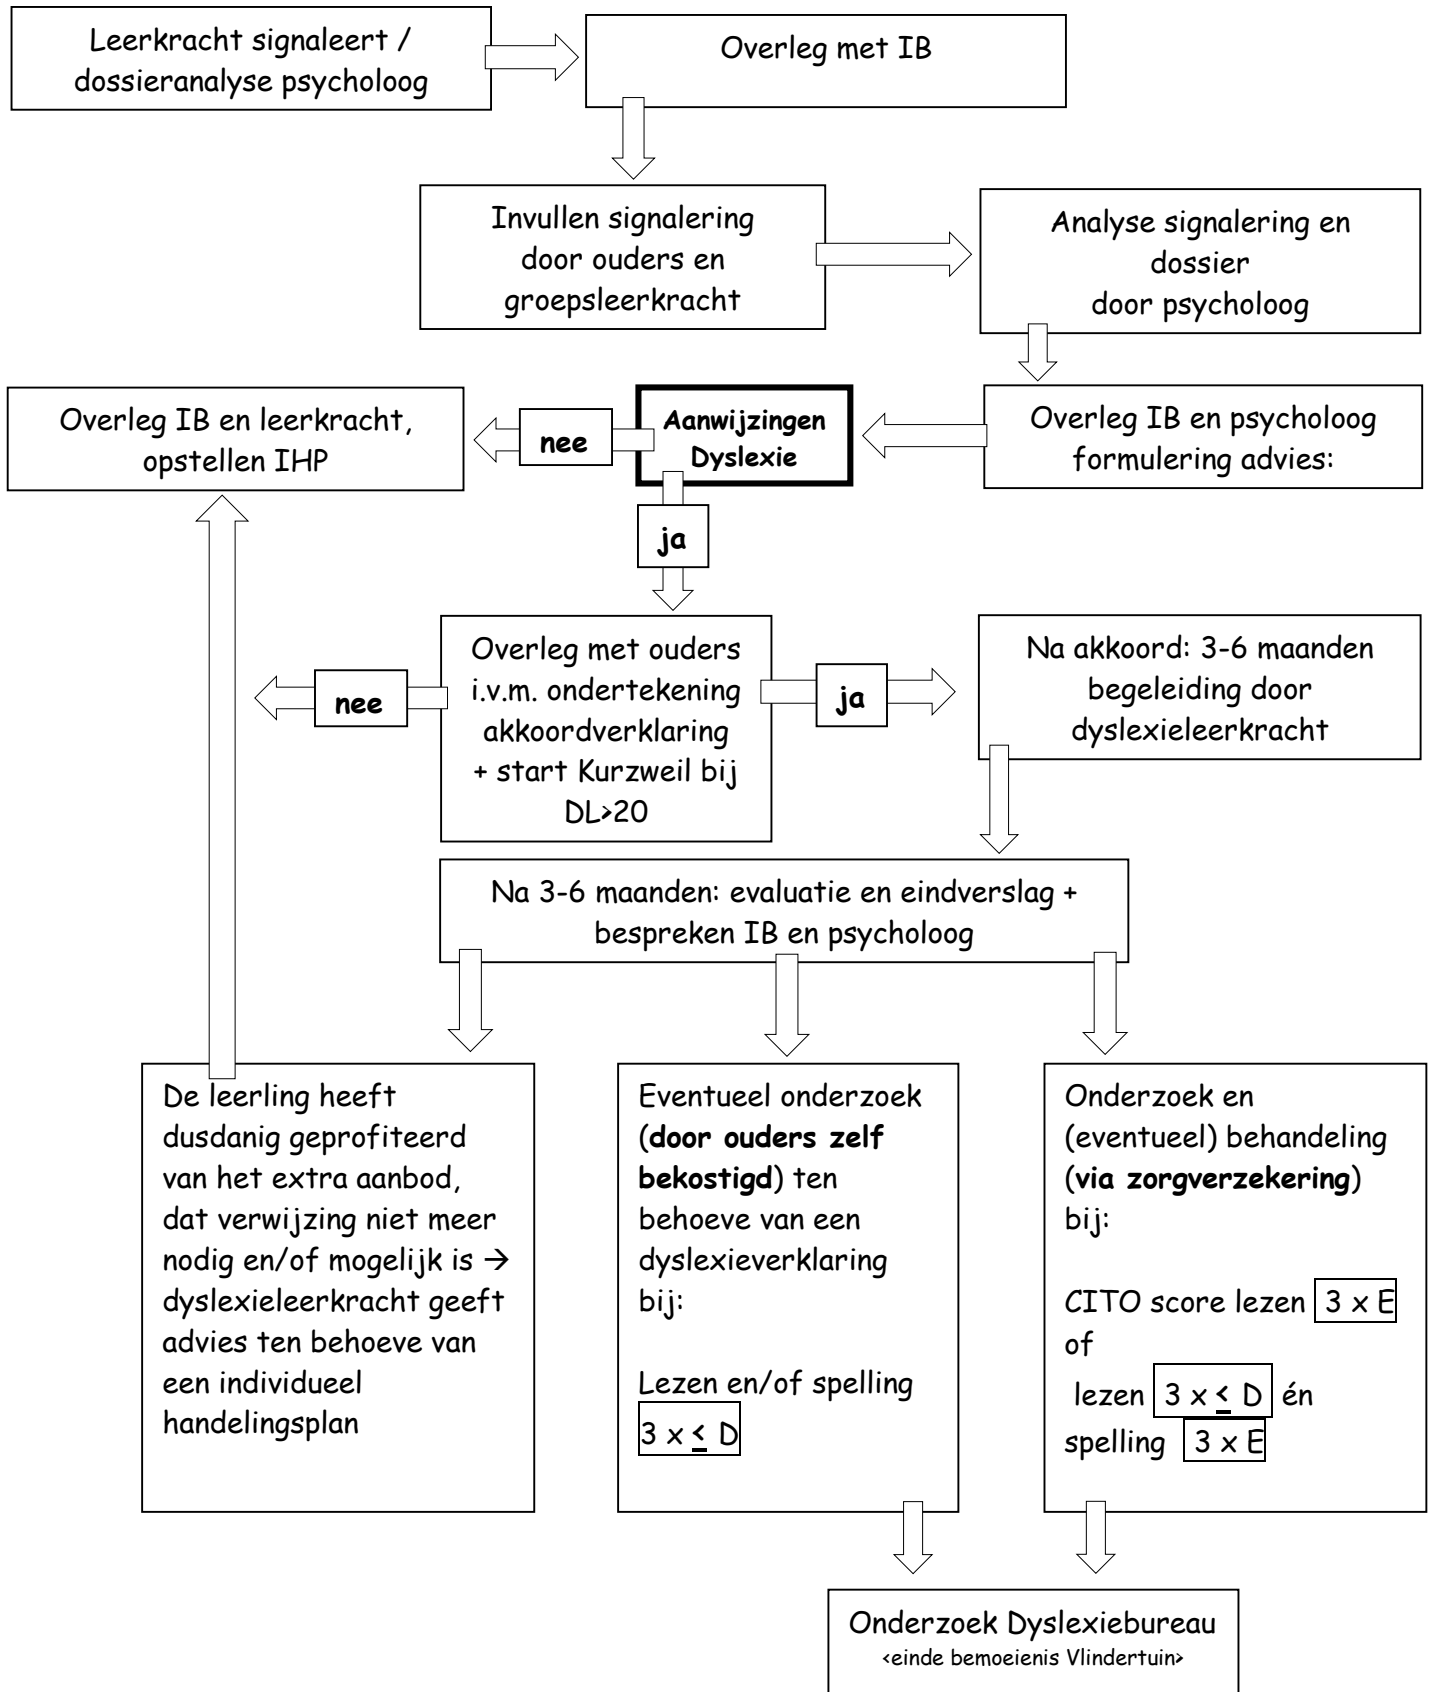 Leerkracht signaleert /
dossieranalyse psycholoog
Overleg met IB
Invullen signalering
door ouders en
groepsleerkracht
Analyse signalering en
dossier
door psycholoog
Overleg IB en leerkracht,
opstellen IHP
nee
Aanwijzingen
Dyslexie
Overleg IB en psycholoog
formulering advies:
ja
Overleg met ouders
i.v.m. ondertekening
akkoordverklaring
+ start Kurzweil bij
DL>20
nee
ja
Na akkoord: 3-6 maanden
begeleiding door
dyslexieleerkracht
Na 3-6 maanden: evaluatie en eindverslag +
bespreken IB en psycholoog
De leerling heeft
dusdanig geprofiteerd
van het extra aanbod,
dat verwijzing niet meer
nodig en/of mogelijk is →
dyslexieleerkracht geeft
advies ten behoeve van
een individueel
handelingsplan
Eventueel onderzoek
(door ouders zelf
bekostigd) ten
behoeve van een
dyslexieverklaring
bij:
Lezen en/of spelling
3 x ≤ D
Onderzoek en
(eventueel) behandeling
(via zorgverzekering)
bij:
CITO score lezen 3 x E
of
lezen 3 x ≤ D én
spelling 3 x E
Onderzoek Dyslexiebureau
<einde bemoeienis Vlindertuin>